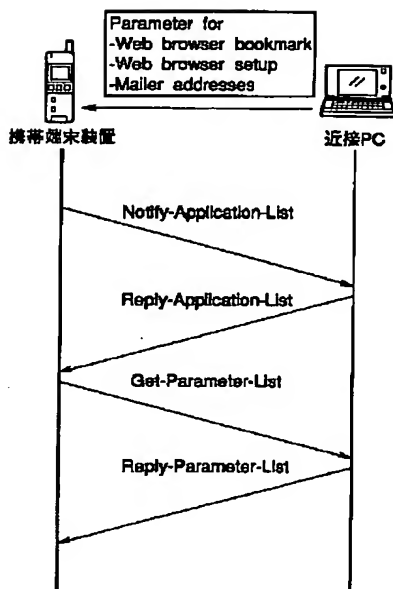 Parameter for
-Web browser bookmark
-Web browser setup
-Mailer addresses
携帯端末装置
近接PC
Notify-Application-List
Reply-Application-List
Get-Parameter-List
Reply-Parameter-List